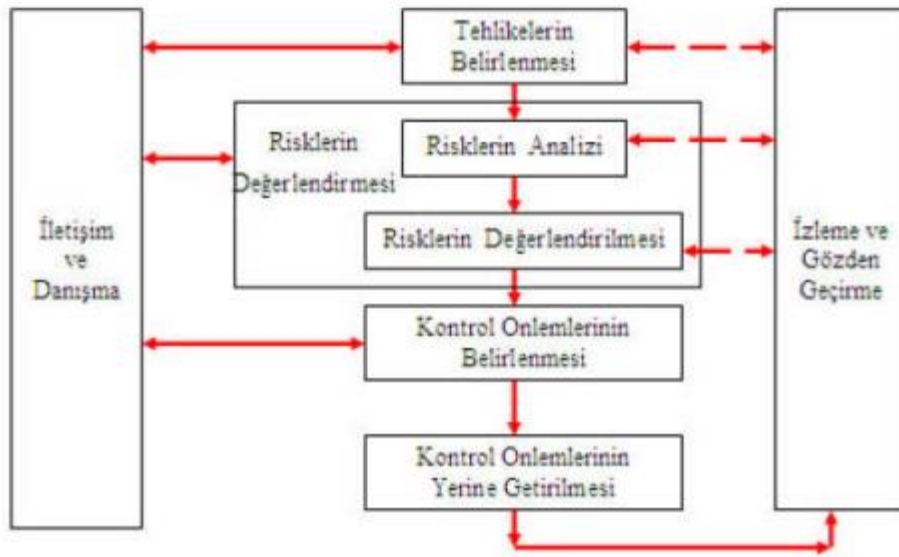 Tehlikelerin
Belirlenmesi
Risklerin
Değerlendirmesi
Risklerin Analizi
Risklerin Değerlendirilmesi
İletişim
ve
Danışma
İzleme ve
Gözden
Geçirme
Kontrol Onlemlerinin
Belirlenmesi
Kontrol Onlemlerinin
Yerine Getirilmesi